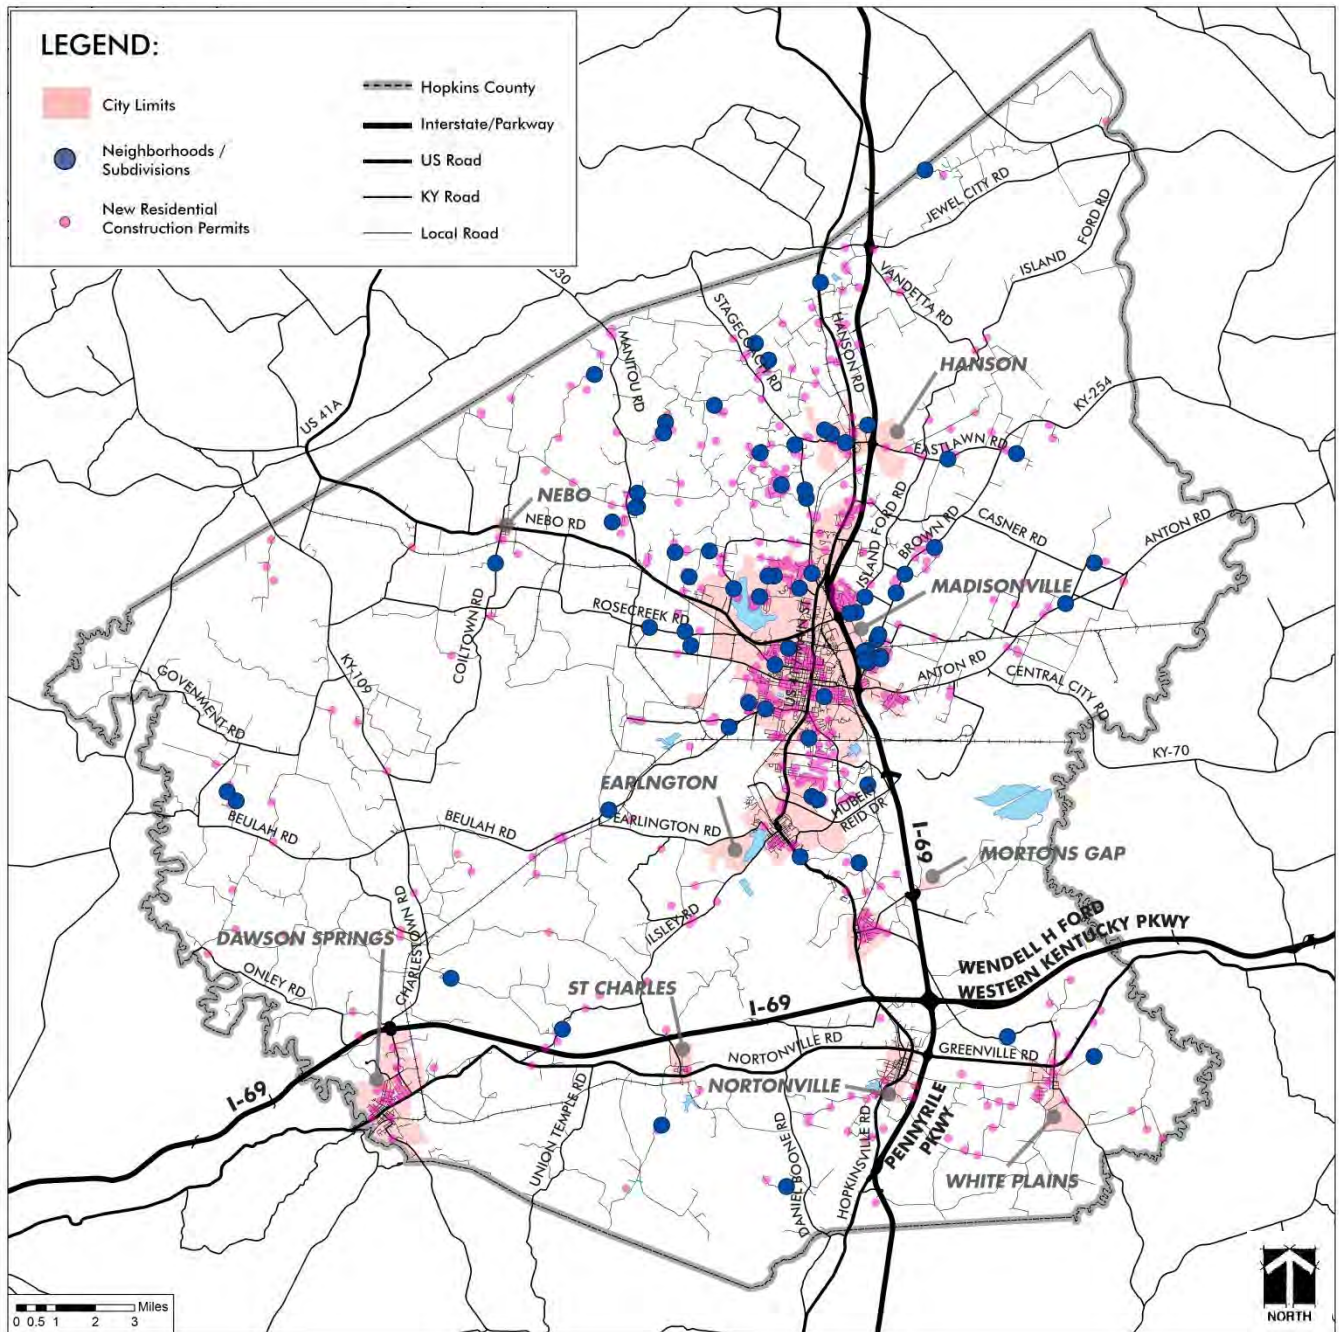 LEGEND:
City Limits
Neighborhoods /
Subdivisions
New Residential
Construction Permits
Hopkins County
Interstate/Parkway
US Road
KY Road
Local Road
JEWEL CITY RD
ISLAND FORD RD
VANDETTA RD
STAGECOACH RD
HANSON RD
MANITOU RD
HANSON
KY-254
US 41A
EASTLAWN RD
NEBO
NEBO RD
ISLAND FORD RD
BROWN RD
CASNER RD
ANTON RD
MADISONVILLE
ROSECREEK RD
COILTOWN RD
KY-109
GOVENMENT RD
ANTON RD
CENTRAL CITY RD
KY-70
EARLNGTON
BEULAH RD
BEULAH RD
EARLINGTON RD
HUBERT
REID DR
I-69
MORTONS GAP
ILSLEY RD
CHARLESTOWN RD
DAWSON SPRINGS
ONLEY RD
WENDELL H FORD
WESTERN KENTUCKY PKWY
ST CHARLES
I-69
NORTONVILLE RD
GREENVILLE RD
NORTONVILLE
I-69
UNION TEMPLE RD
DANIEL BOONE RD
HOPKINSVILLE RD
PENNYRILE
PKWY
WHITE PLAINS
Miles
0 0.5 1 2 3
NORTH